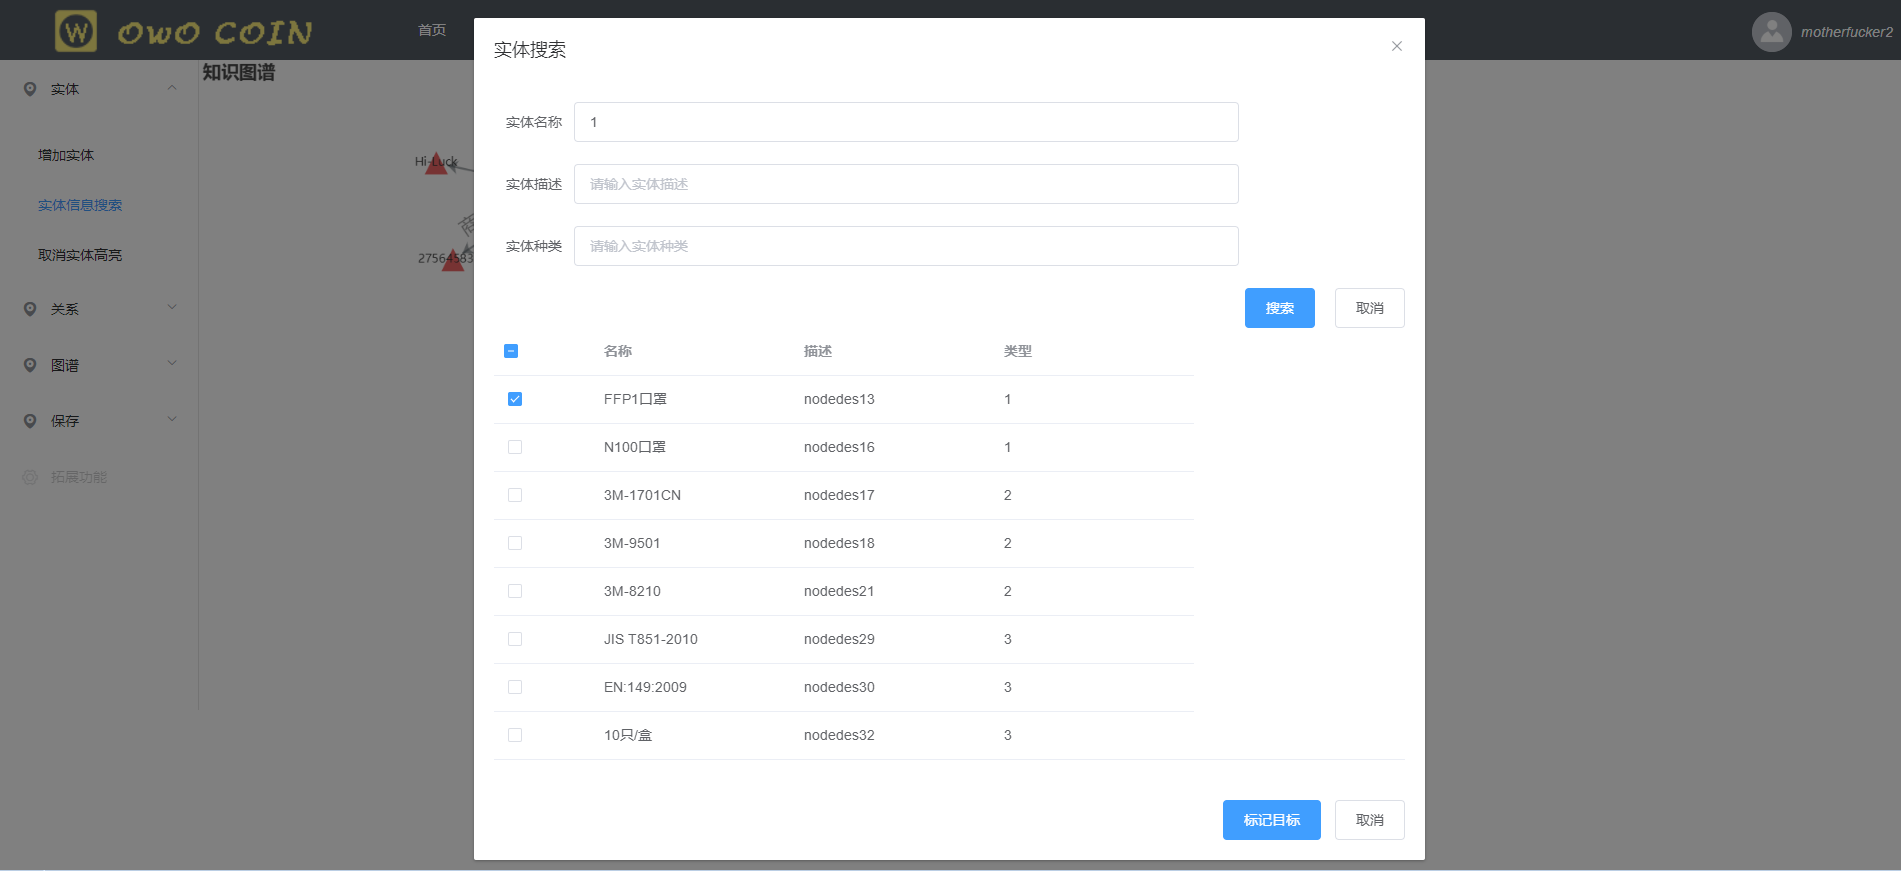 W OWO COIN
首页
motherfucker2
实体
增加实体
实体信息搜索
取消实体高亮
关系
图谱
保存
拓展功能
知识图谱
Hi-Luck
商
27564583
实体搜索
实体名称 1
实体描述 请输入实体描述
实体种类 请输入实体种类
搜索 取消
名称 描述 类型
FFP1口罩 nodedes13 1
N100口罩 nodedes16 1
3M-1701CN nodedes17 2
3M-9501 nodedes18 2
3M-8210 nodedes21 2
JIS T851-2010 nodedes29 3
EN:149:2009 nodedes30 3
10只/盒 nodedes32 3
标记目标 取消